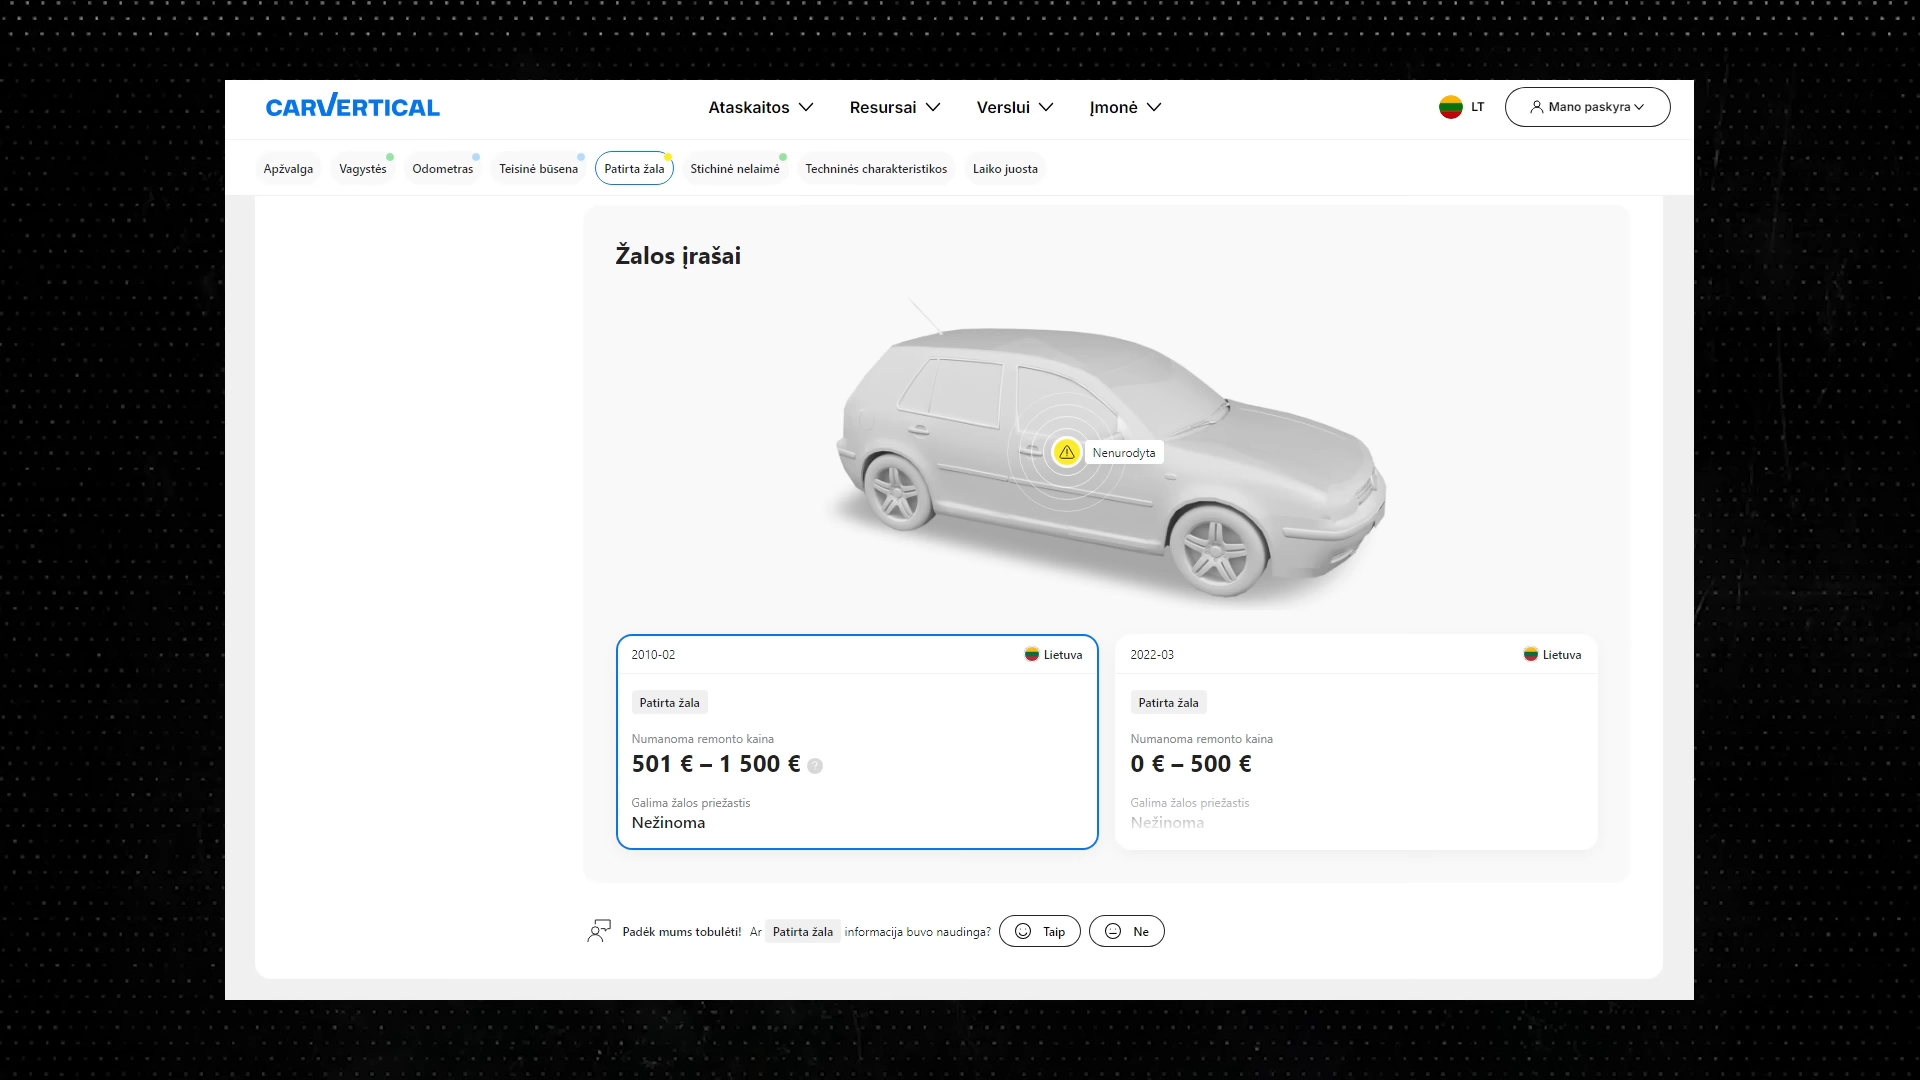 CARVERTICAL
Ataskaitos Resursai Verslui Įmonė
LT Mano paskyra
Apžvalga Vagystės Odometras Teisinė būsena Patirta žala Stichinė nelaimė Techninės charakteristikos Laiko juosta
Žalos įrašai
Nenurodyta
2010-02 Lietuva
Patirta žala
Numanoma remonto kaina
501 € – 1 500 € ?
Galima žalos priežastis
Nežinoma
2022-03 Lietuva
Patirta žala
Numanoma remonto kaina
0 € – 500 €
Galima žalos priežastis
Nežinoma
Padėk mums tobulėti! Ar Patirta žala informacija buvo naudinga? Taip Ne